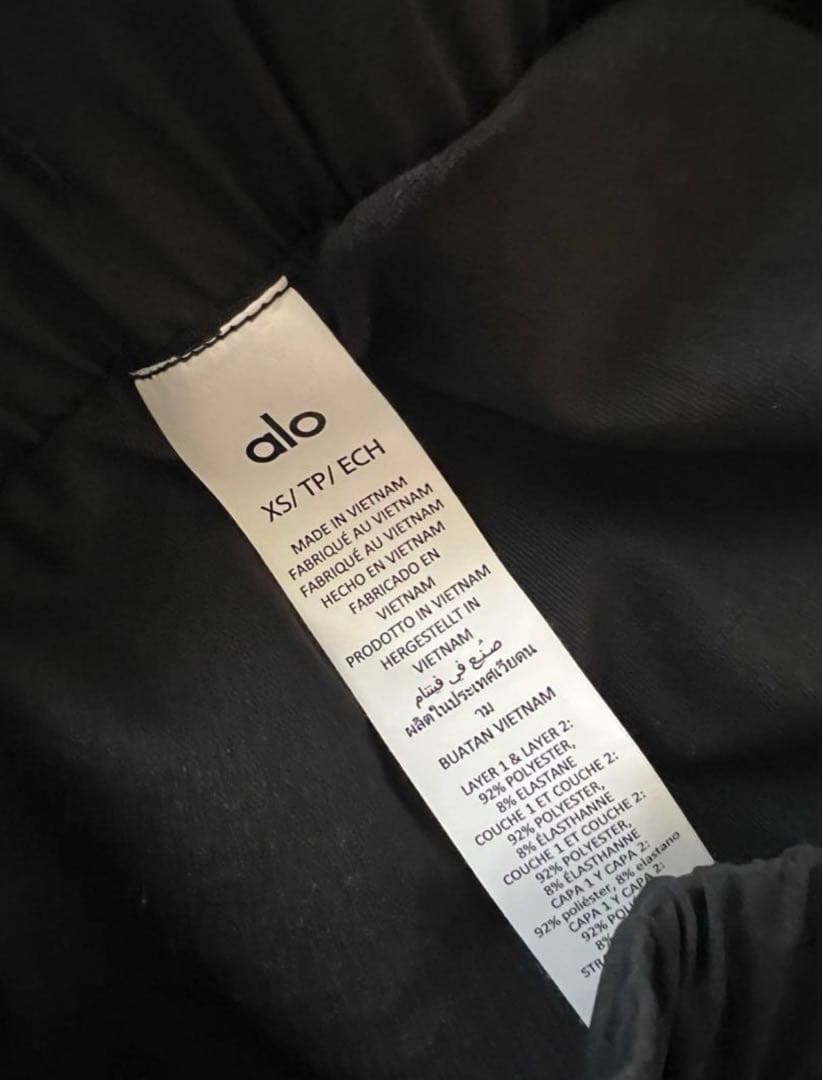 alo
XS/ TP/ ECH
MADE IN VIETNAM
FABRIQUÉ AU VIETNAM
FABRIQUÉ AU VIETNAM
HECHO EN VIETNAM
FABRICADO EN
VIETNAM
PRODOTTO IN VIETNAM
HERGESTELLT IN
VIETNAM
صُنِع في فيتنام
ผลิตในประเทศเวียดน
าม
BUATAN VIETNAM
LAYER 1 & LAYER 2:
92% POLYESTER,
8% ELASTANE
COUCHE 1 ET COUCHE 2:
92% POLYESTER,
8% ÉLASTHANNE
COUCHE 1 ET COUCHE 2:
92% POLYESTER,
8% ÉLASTHANNE
CAPA 1 Y CAPA 2:
92% poliéster, 8% elastano
CAPA 1 Y CAPA 2:
92%
8%